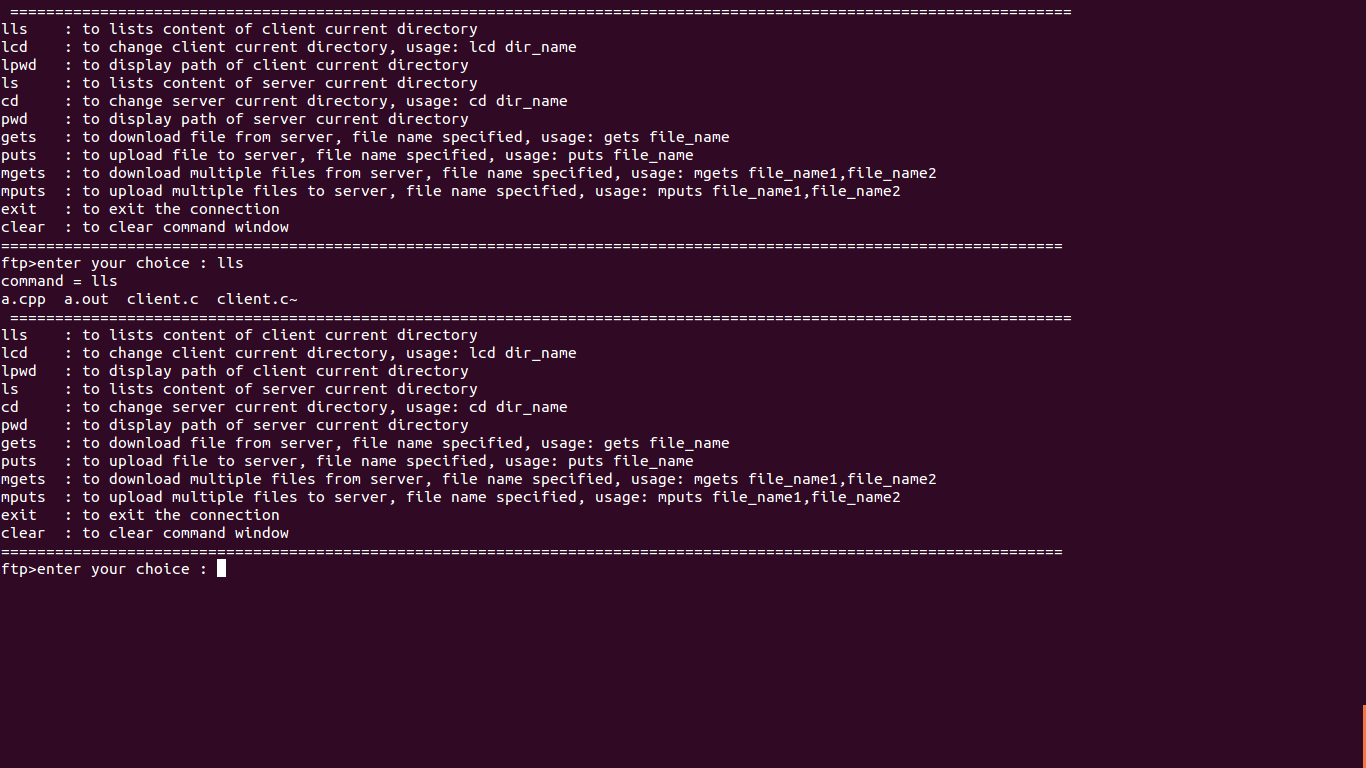 ======================================================================================================================
lls    : to lists content of client current directory
lcd    : to change client current directory, usage: lcd dir_name
lpwd   : to display path of client current directory
ls     : to lists content of server current directory
cd     : to change server current directory, usage: cd dir_name
pwd    : to display path of server current directory
gets   : to download file from server, file name specified, usage: gets file_name
puts   : to upload file to server, file name specified, usage: puts file_name
mgets  : to download multiple files from server, file name specified, usage: mgets file_name1,file_name2
mputs  : to upload multiple files to server, file name specified, usage: mputs file_name1,file_name2
exit   : to exit the connection
clear  : to clear command window
======================================================================================================================
ftp>enter your choice : lls
command = lls
a.cpp  a.out  client.c  client.c~
======================================================================================================================
lls    : to lists content of client current directory
lcd    : to change client current directory, usage: lcd dir_name
lpwd   : to display path of client current directory
ls     : to lists content of server current directory
cd     : to change server current directory, usage: cd dir_name
pwd    : to display path of server current directory
gets   : to download file from server, file name specified, usage: gets file_name
puts   : to upload file to server, file name specified, usage: puts file_name
mgets  : to download multiple files from server, file name specified, usage: mgets file_name1,file_name2
mputs  : to upload multiple files to server, file name specified, usage: mputs file_name1,file_name2
exit   : to exit the connection
clear  : to clear command window
======================================================================================================================
ftp>enter your choice :